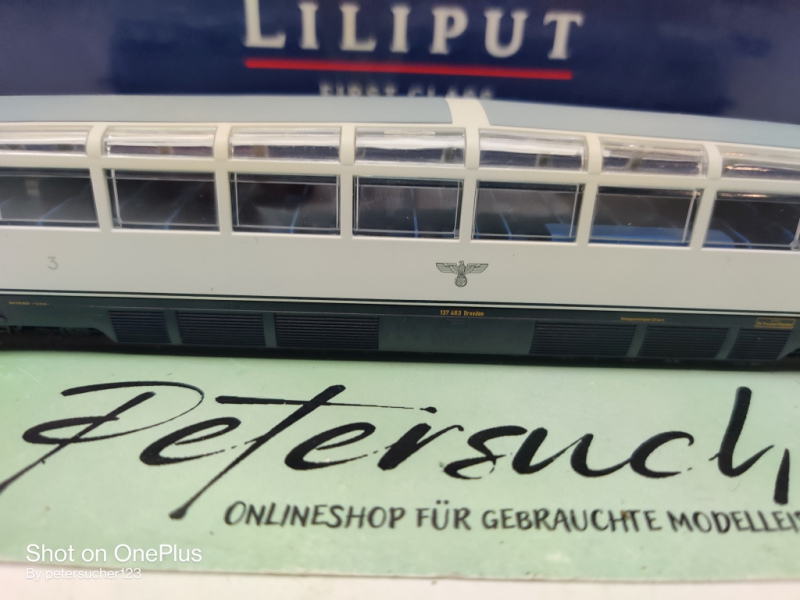 LILIPUT
FIRST CLASS
3
137 463 Dresden
Petersuch
ONLINESHOP FÜR GEBRAUCHTE MODELLEI
Shot on OnePlus
By petersucher123